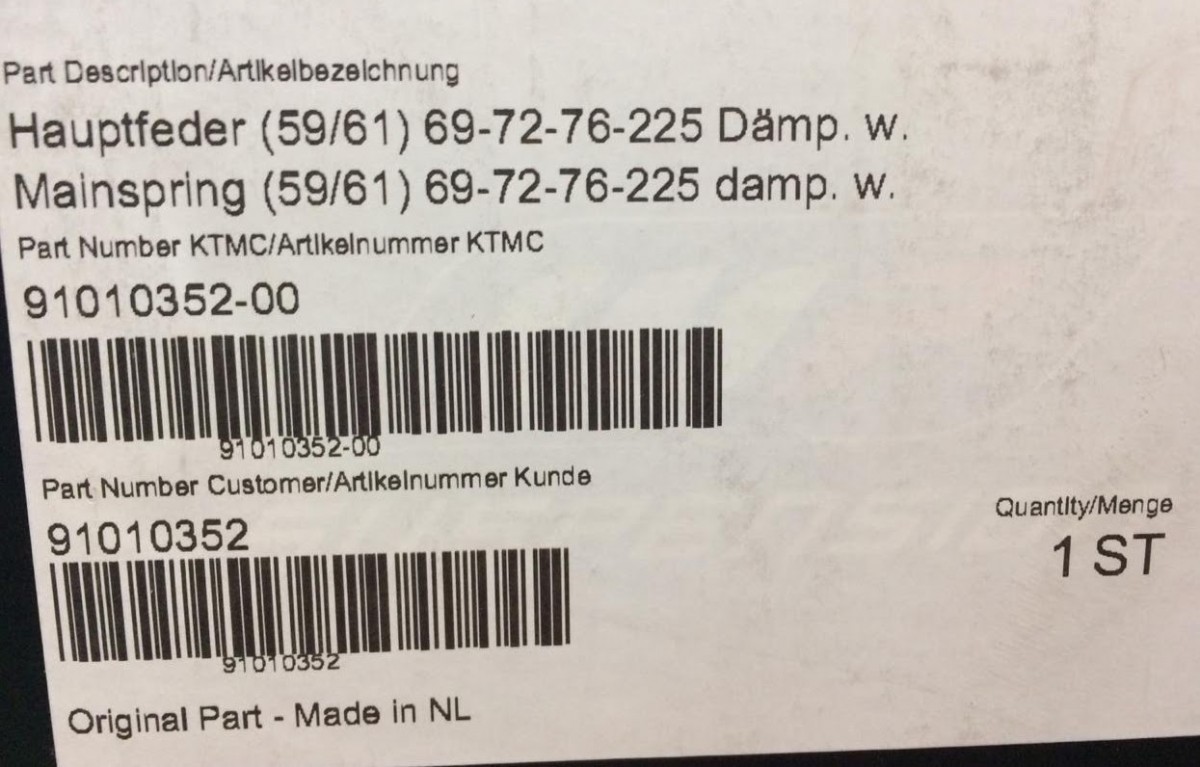 Part Description/Artikelbezeichnung
Hauptfeder (59/61) 69-72-76-225 Dämp. w.
Mainspring (59/61) 69-72-76-225 damp. w.
Part Number KTMC/Artikelnummer KTMC
91010352-00
91010352-00
Part Number Customer/Artikelnummer Kunde
91010352
Quantity/Menge
1 ST
91010352
Original Part - Made in NL